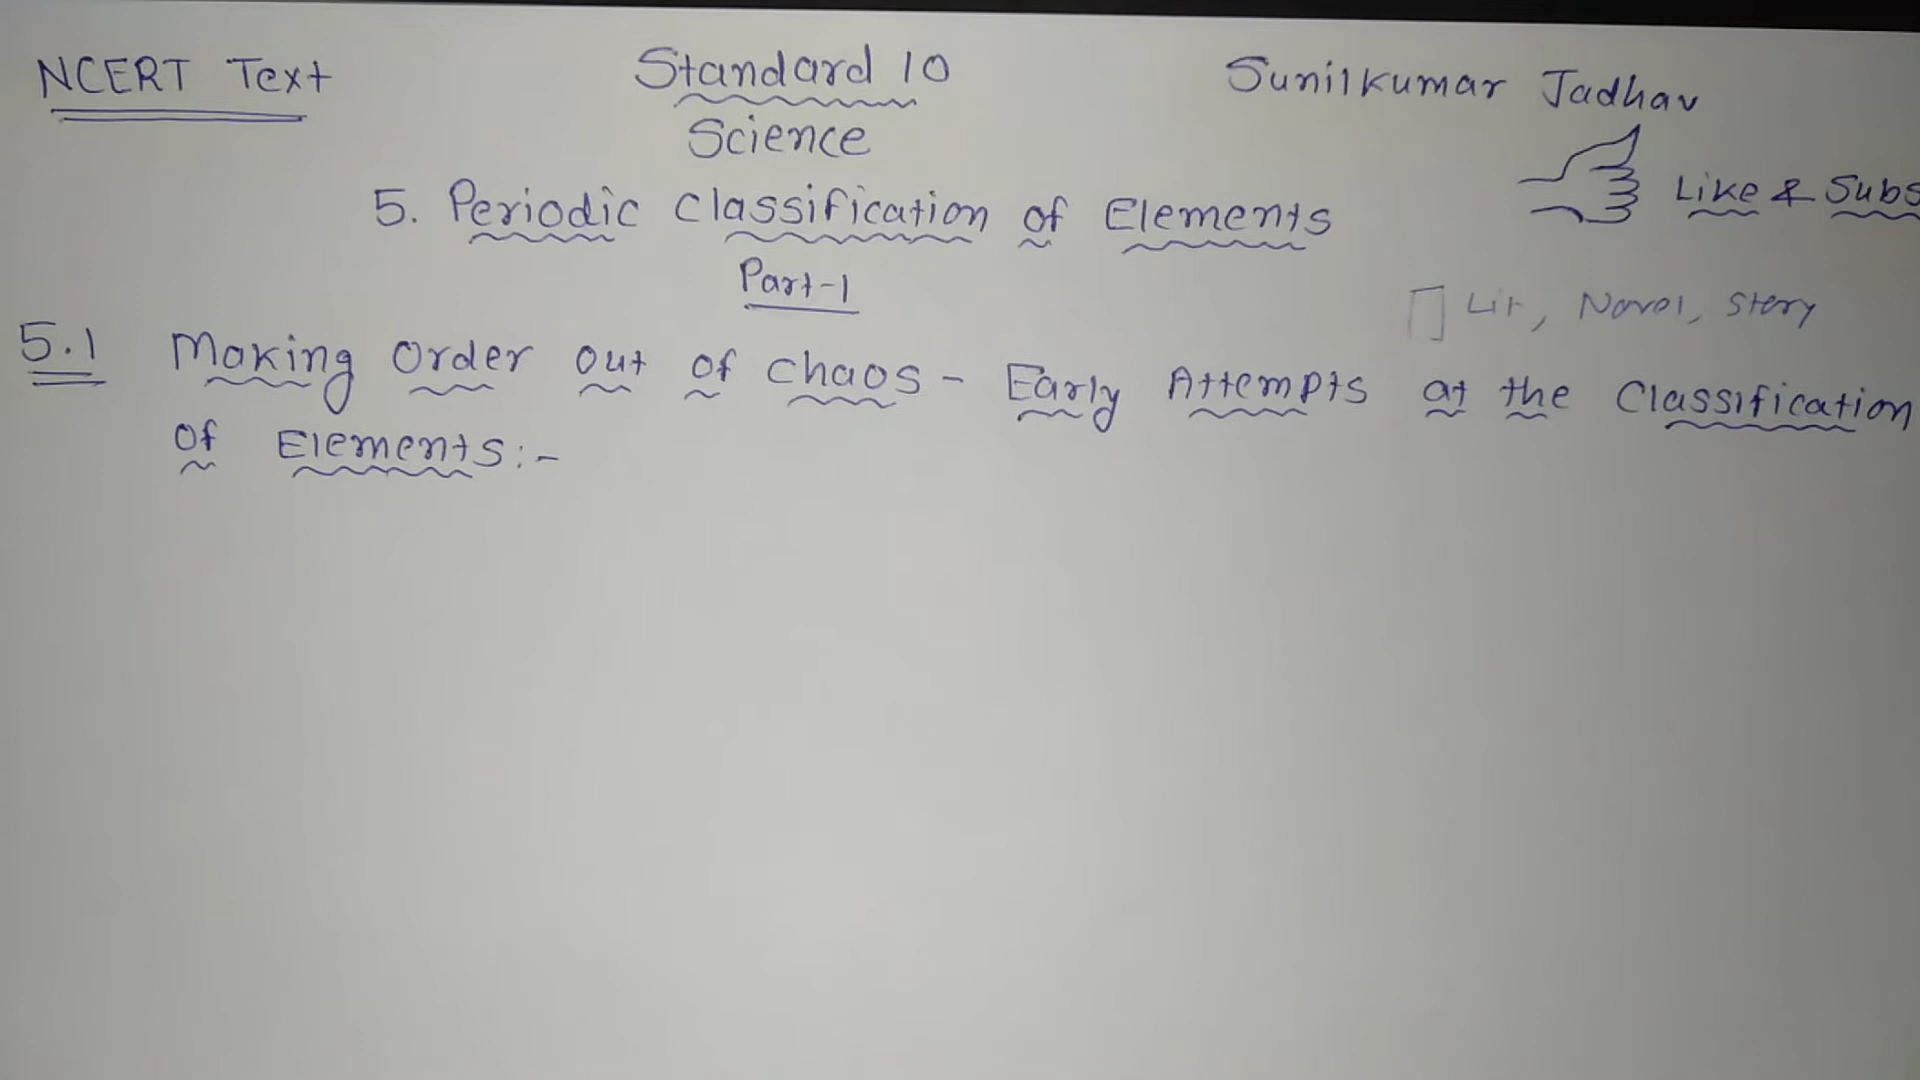 NCERT Text
Standard 10
Sunilkumar Jadhav
Science
Like & Subs
5. Periodic Classification of Elements
Part-1
Lit, Novel, Story
5.1 Making Order out of chaos - Early Attempts at the Classification
of Elements:-